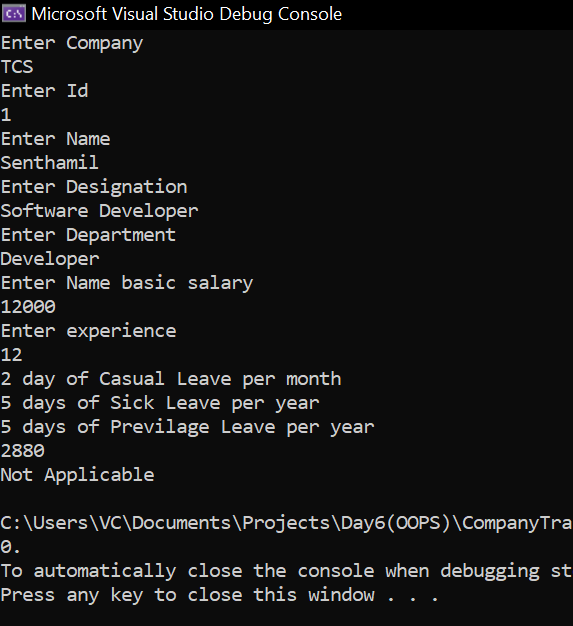 Microsoft Visual Studio Debug Console
Enter Company
TCS
Enter Id
1
Enter Name
Senthamil
Enter Designation
Software Developer
Enter Department
Developer
Enter Name basic salary
12000
Enter experience
12
2 day of Casual Leave per month
5 days of Sick Leave per year
5 days of Previlage Leave per year
2880
Not Applicable
C:\Users\VC\Documents\Projects\Day6(OOPS)\CompanyTra
0.
To automatically close the console when debugging st
Press any key to close this window . . .